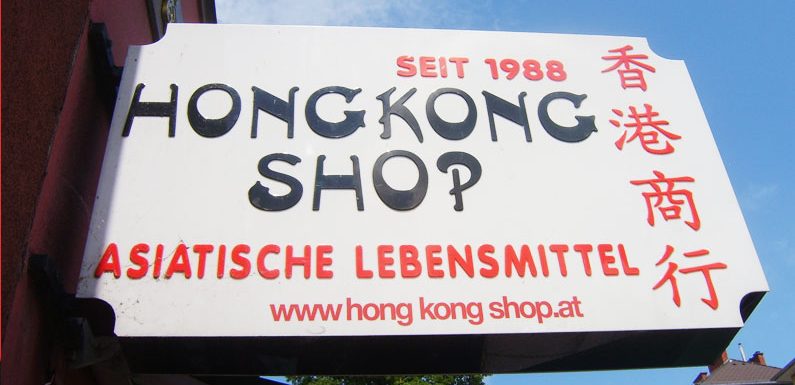 SEIT 1988
HONGKONG
SHOP
ASIATISCHE LEBENSMITTEL
www.hong kong shop.at
香港商行